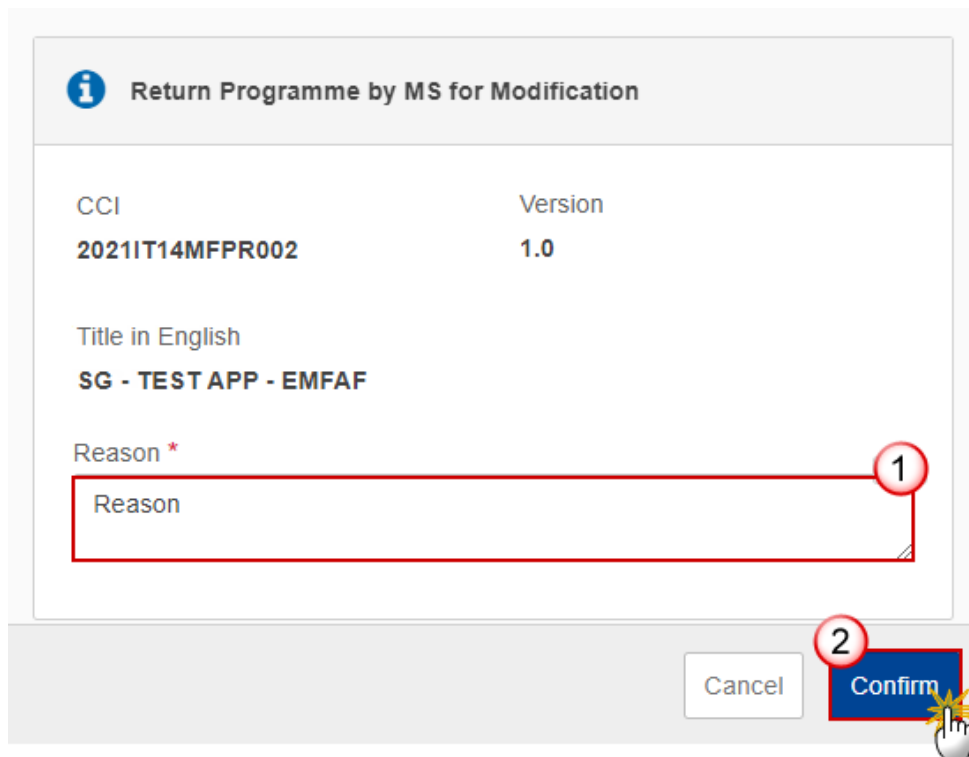 Return Programme by MS for Modification
CCI
Version
2021IT14MFPR002
1.0
Title in English
SG - TEST APP - EMFAF
Reason *
1
Reason
2
Cancel
Confirm